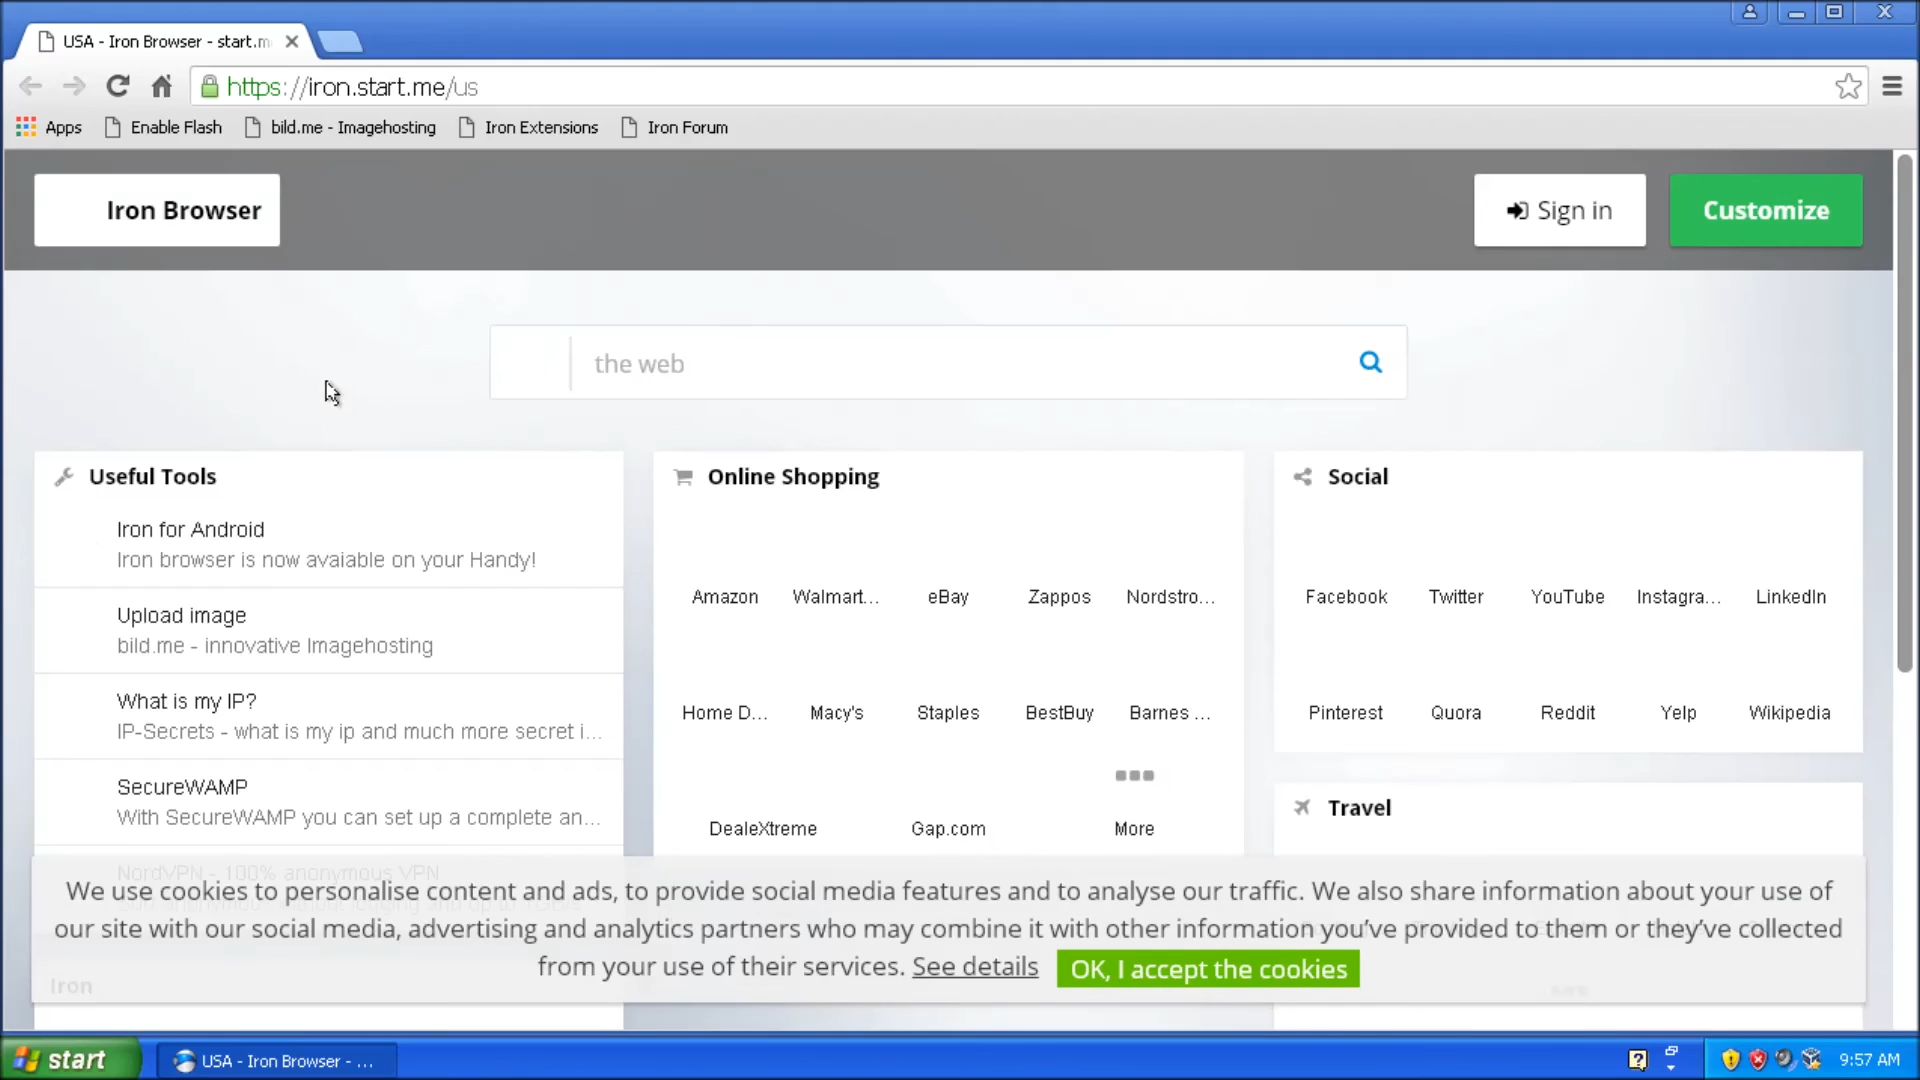 USA - Iron Browser - start.m
https://iron.start.me/us
Apps
Enable Flash
bild.me - Imagehosting
Iron Extensions
Iron Forum
Iron Browser
Sign in
Customize
the web
Useful Tools
Iron for Android
Iron browser is now avaiable on your Handy!
Upload image
bild.me - innovative Imagehosting
What is my IP?
IP-Secrets - what is my ip and much more secret i...
SecureWAMP
With SecureWAMP you can set up a complete an...
NordVPN - 100% anonymous VPN
Iron
Online Shopping
Amazon Walmart... eBay Zappos Nordstro...
Home D... Macy's Staples BestBuy Barnes ...
DealeXtreme Gap.com More
Social
Facebook Twitter YouTube Instagra... LinkedIn
Pinterest Quora Reddit Yelp Wikipedia
Travel
We use cookies to personalise content and ads, to provide social media features and to analyse our traffic. We also share information about your use of
our site with our social media, advertising and analytics partners who may combine it with other information you've provided to them or they've collected
from your use of their services. See details OK, I accept the cookies
start
USA - Iron Browser - ...
9:57 AM